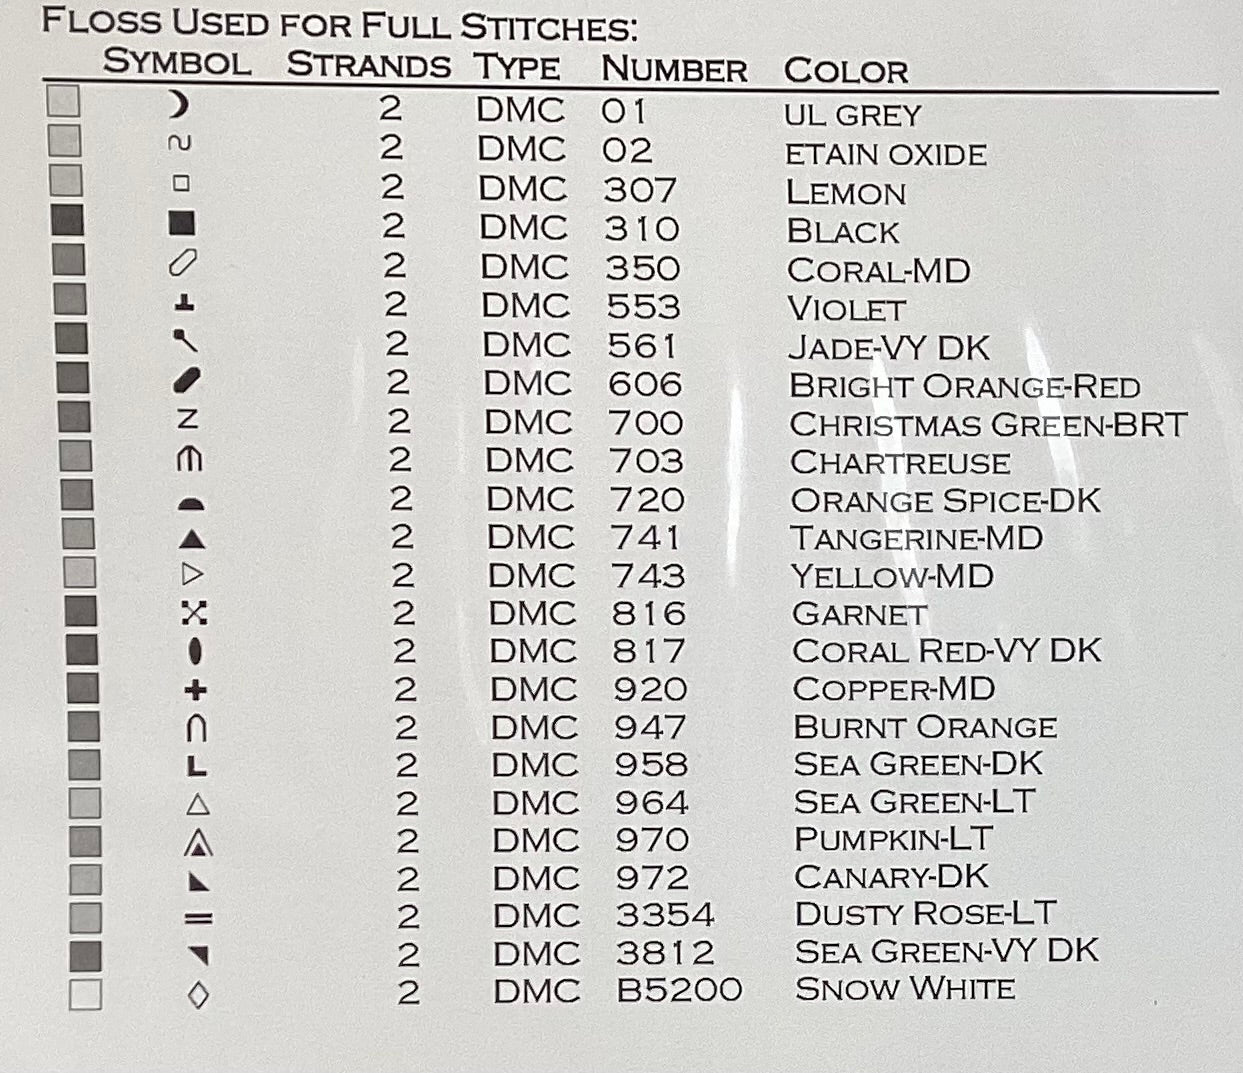 FLOSS USED FOR FULL STITCHES:
SYMBOL STRANDS TYPE NUMBER COLOR
2 DMC 01 UL GREY
2 DMC 02 ETAIN OXIDE
2 DMC 307 LEMON
2 DMC 310 BLACK
2 DMC 350 CORAL-MD
2 DMC 553 VIOLET
2 DMC 561 JADE-VY DK
2 DMC 606 BRIGHT ORANGE-RED
2 DMC 700 CHRISTMAS GREEN-BRT
2 DMC 703 CHARTREUSE
2 DMC 720 ORANGE SPICE-DK
2 DMC 741 TANGERINE-MD
2 DMC 743 YELLOW-MD
2 DMC 816 GARNET
2 DMC 817 CORAL RED-VY DK
2 DMC 920 COPPER-MD
2 DMC 947 BURNT ORANGE
2 DMC 958 SEA GREEN-DK
2 DMC 964 SEA GREEN-LT
2 DMC 970 PUMPKIN-LT
2 DMC 972 CANARY-DK
2 DMC 3354 DUSTY ROSE-LT
2 DMC 3812 SEA GREEN-VY DK
2 DMC B5200 SNOW WHITE